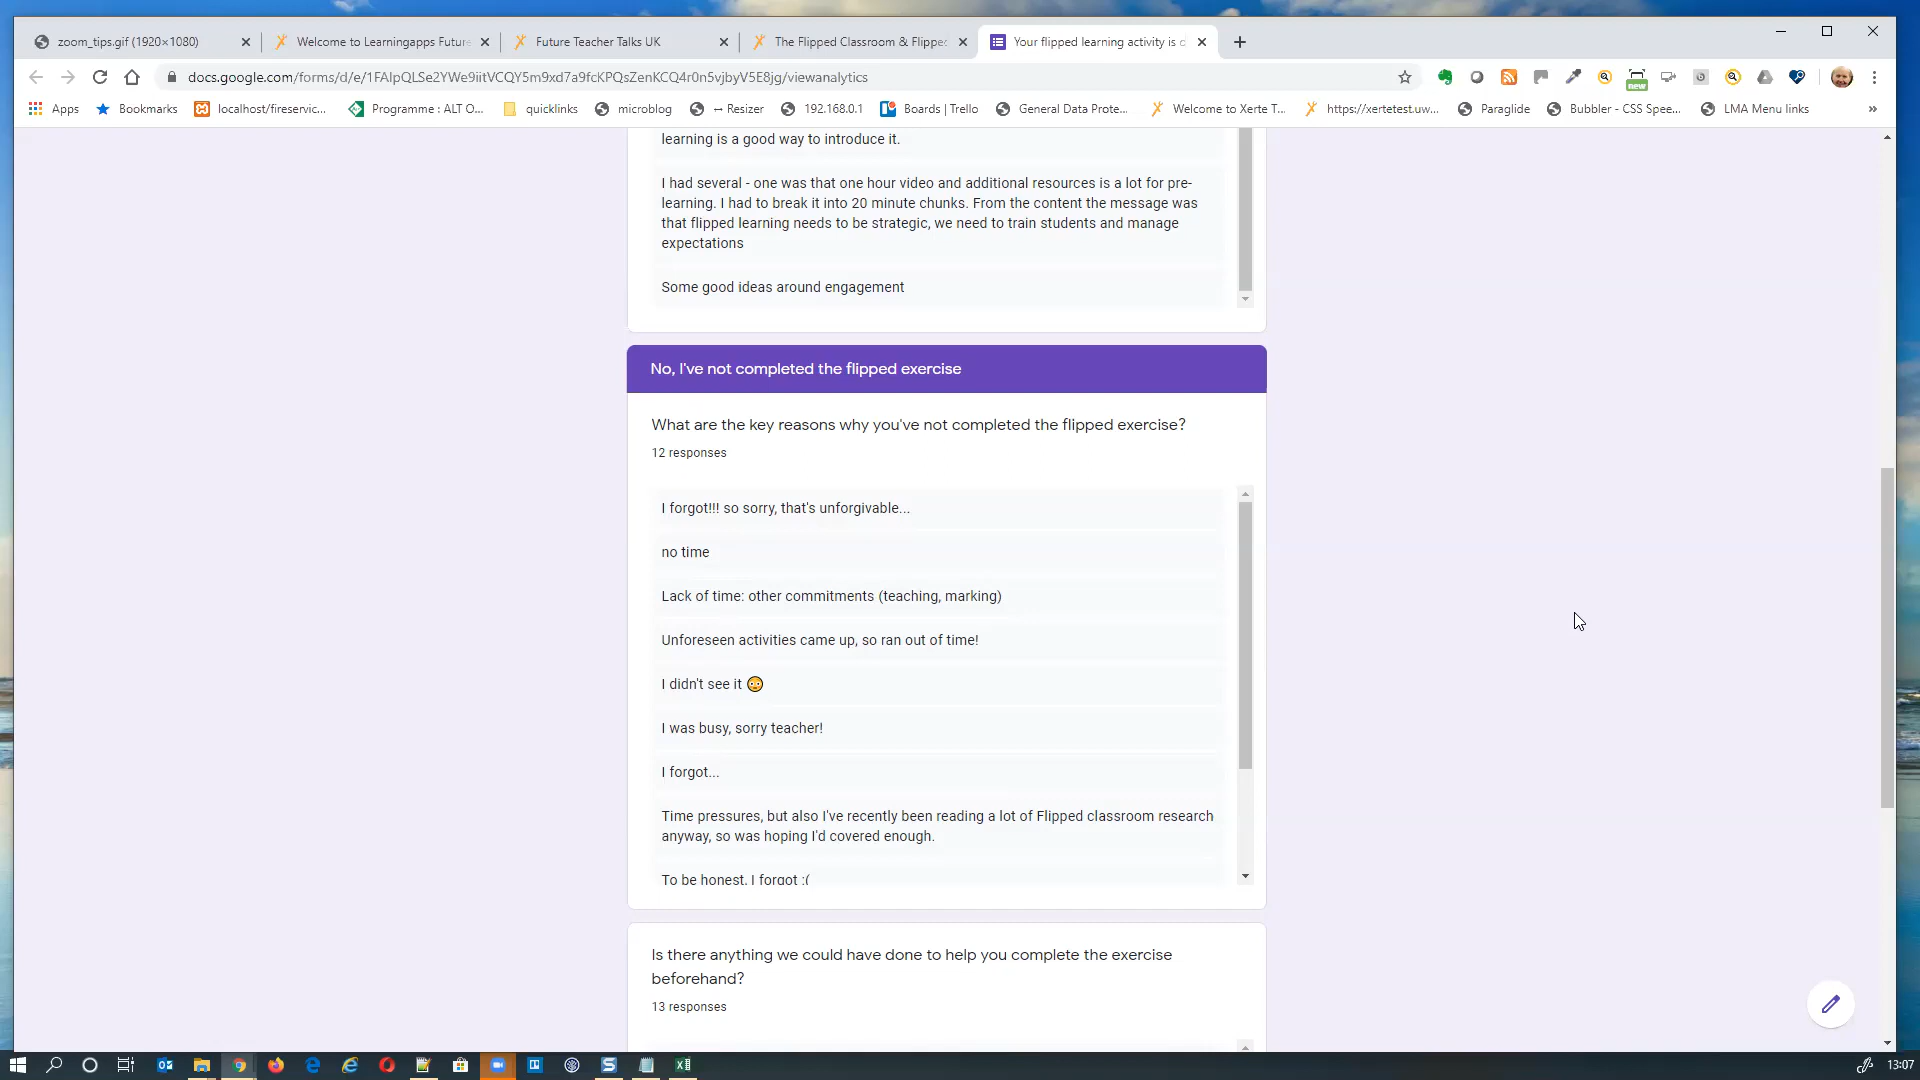 zoom_tips.gif (1920×1080)
Welcome to Learningapps Future
Future Teacher Talks UK
The Flipped Classroom & Flippe
Your flipped learning activity is d
docs.google.com/forms/d/e/1FAIpQLSe2YWe9iitVCQY5m9xd7a9fcKPQsZenKCQ4r0n5vjbyV5E8jg/viewanalytics
new
Apps
Bookmarks
localhost/fireservic...
Programme : ALT O...
quicklinks
microblog
↔ Resizer
192.168.0.1
Boards | Trello
General Data Prote...
Welcome to Xerte T...
https://xertetest.uw...
Paraglide
Bubbler - CSS Spee...
LMA Menu links
»
learning is a good way to introduce it.
I had several - one was that one hour video and additional resources is a lot for pre-
learning. I had to break it into 20 minute chunks. From the content the message was
that flipped learning needs to be strategic, we need to train students and manage
expectations
Some good ideas around engagement
No, I've not completed the flipped exercise
What are the key reasons why you've not completed the flipped exercise?
12 responses
I forgot!!! so sorry, that's unforgivable...
no time
Lack of time: other commitments (teaching, marking)
Unforeseen activities came up, so ran out of time!
I didn't see it 😳
I was busy, sorry teacher!
I forgot...
Time pressures, but also I've recently been reading a lot of Flipped classroom research
anyway, so was hoping I'd covered enough.
To be honest, I forgot :(
Is there anything we could have done to help you complete the exercise
beforehand?
13 responses
13:07